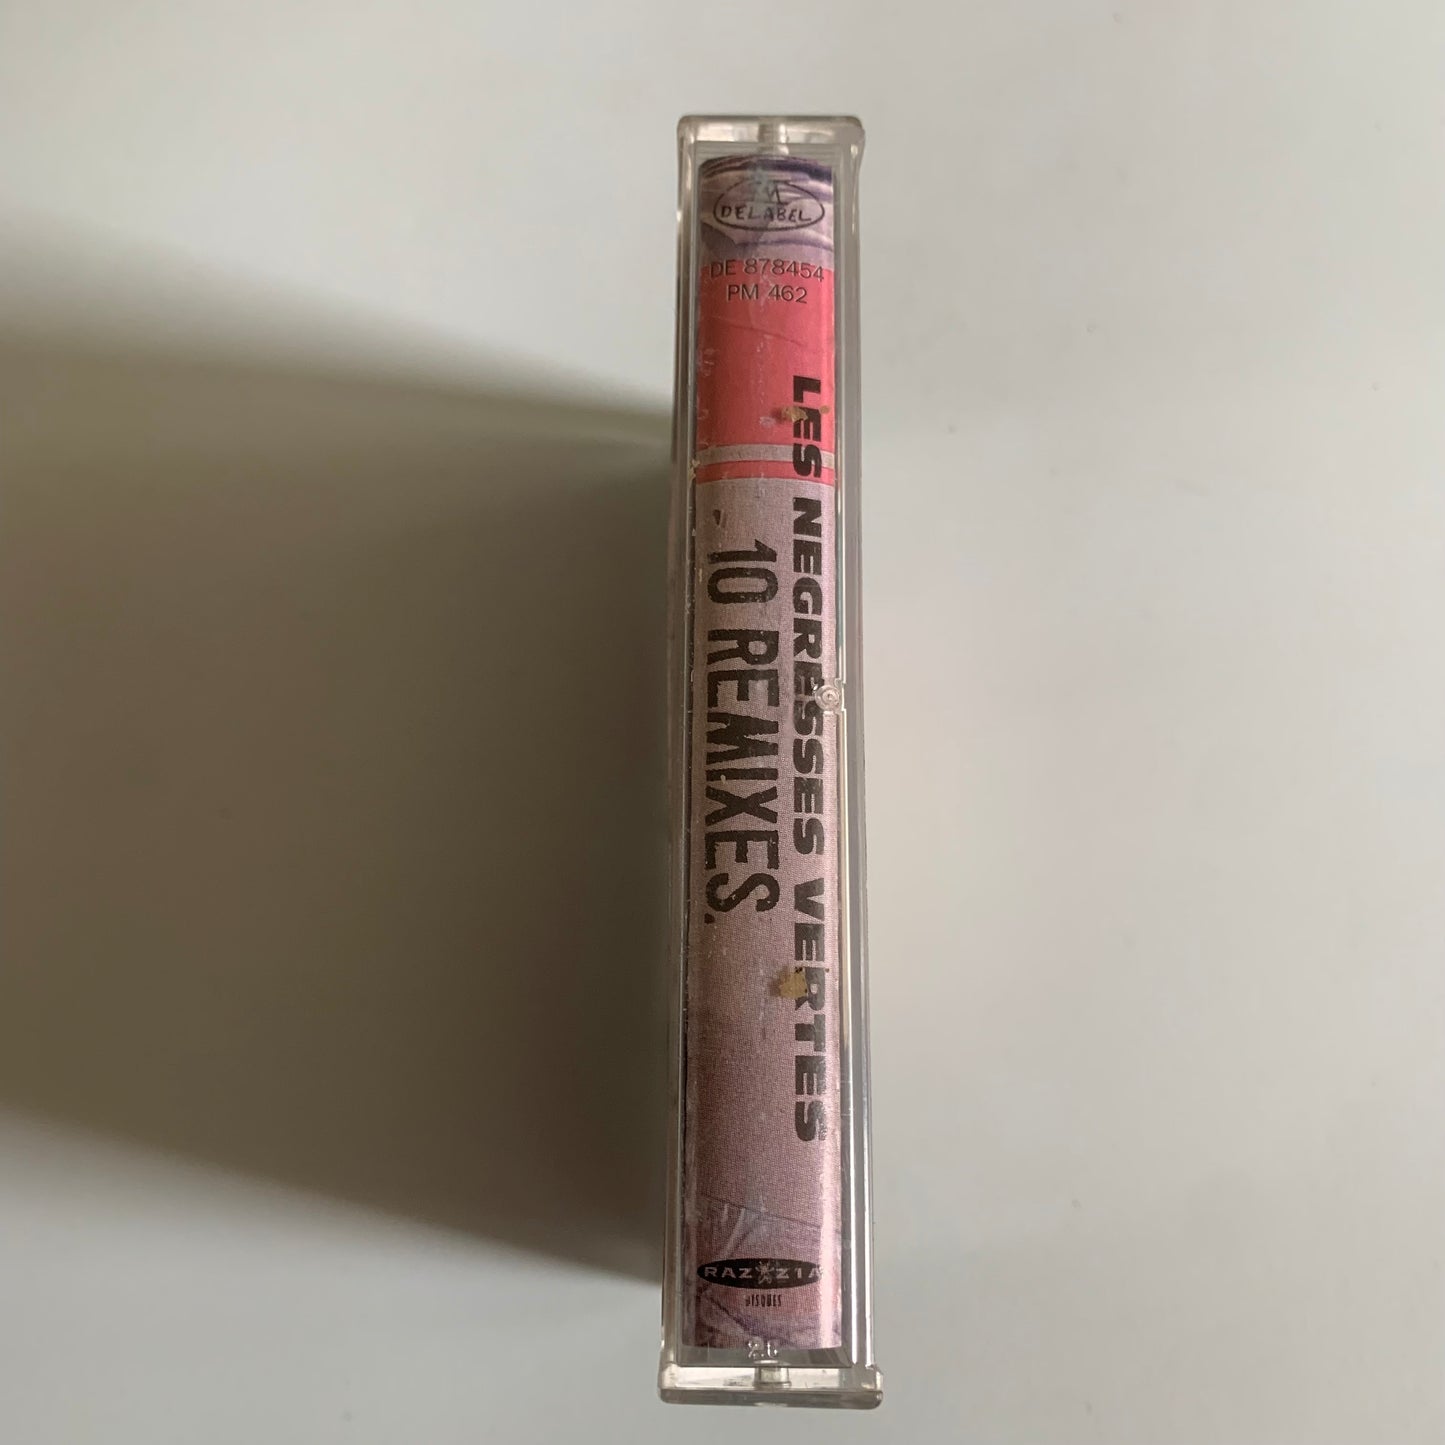 DELABEL
DE 878454
PM 462
LES NEGRESSES VERTES
10 REMIXES.
RAZZIA
DISQUES